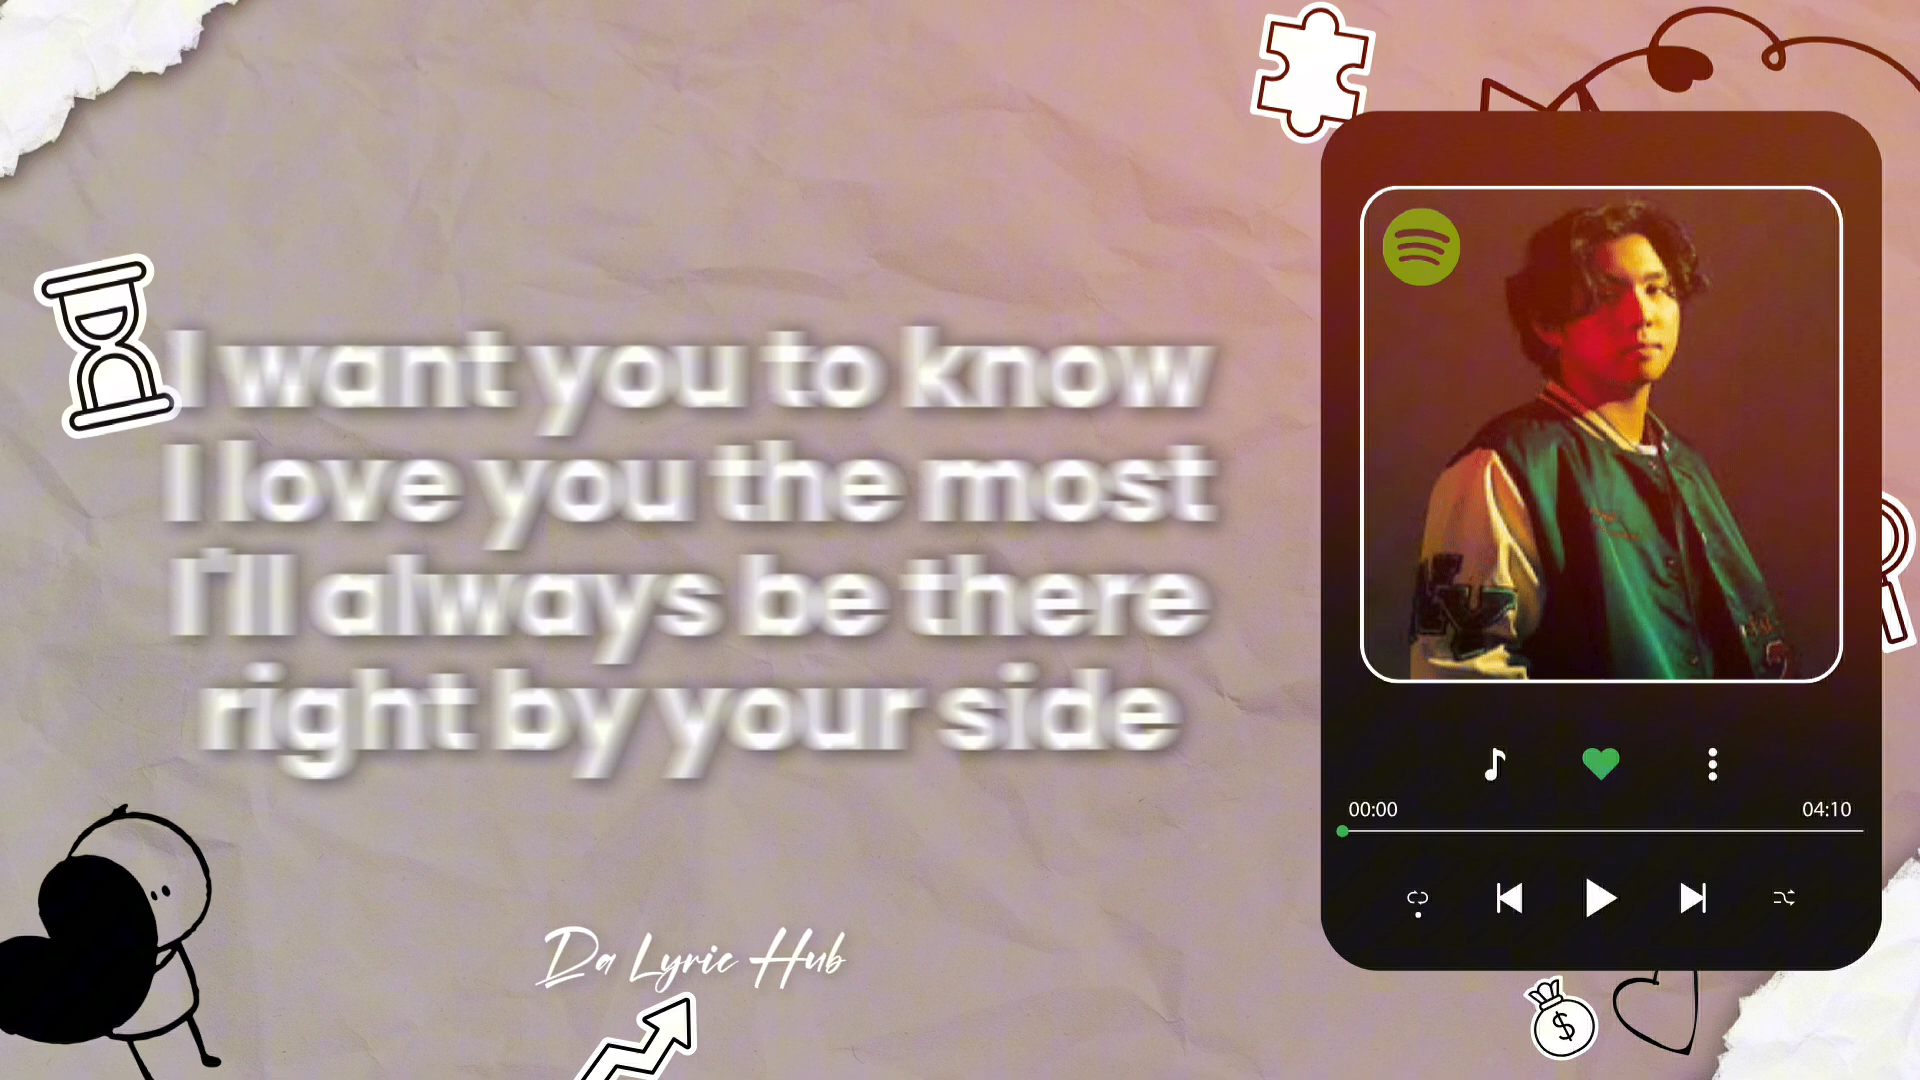 I want you to know
I love you the most
I'll always be there
right by your side
Da Lyric Hub
00:00
04:10
$